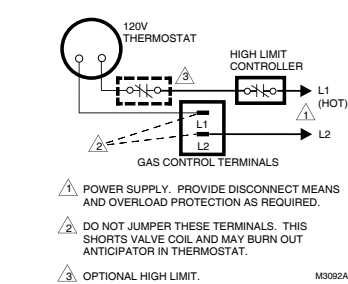 120V
THERMOSTAT
HIGH LIMIT
CONTROLLER
3
L1
(HOT)
1
L1
L2
L2
2
GAS CONTROL TERMINALS
1 POWER SUPPLY. PROVIDE DISCONNECT MEANS
AND OVERLOAD PROTECTION AS REQUIRED.
2 DO NOT JUMPER THESE TERMINALS. THIS
SHORTS VALVE COIL AND MAY BURN OUT
ANTICIPATOR IN THERMOSTAT.
3 OPTIONAL HIGH LIMIT.
M3092A